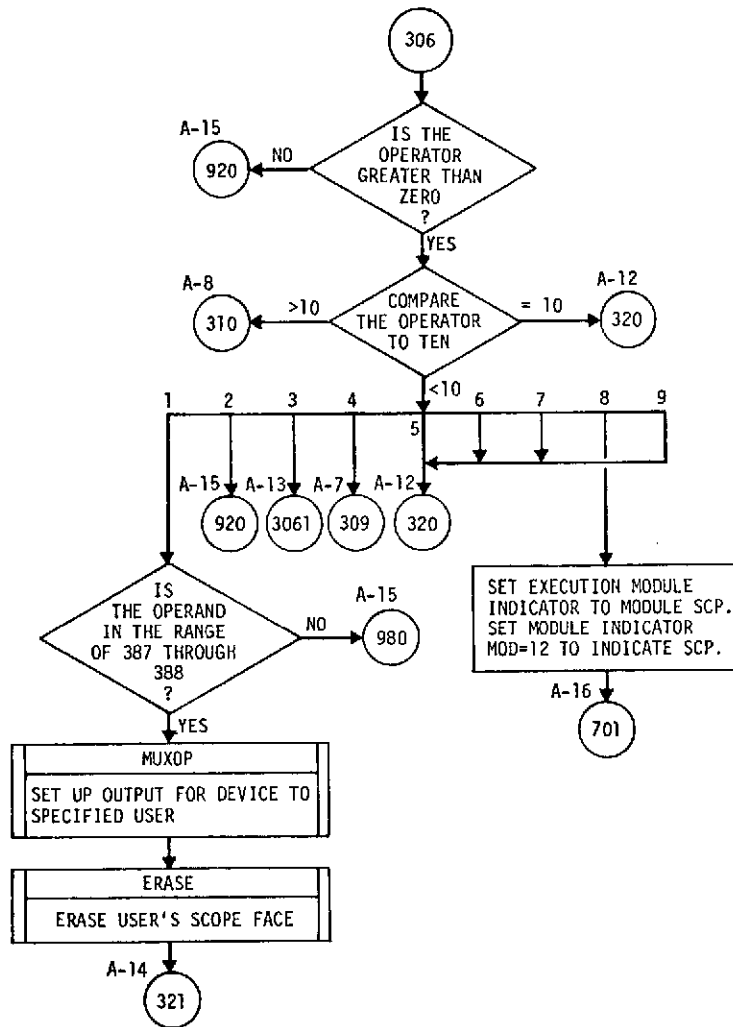 306
IS THE
OPERATOR
GREATER THAN
ZERO
?
NO
A-15
920
YES
COMPARE
THE OPERATOR
TO TEN
>10
A-8
310
= 10
A-12
320
<10
1
2
3
4
5
6
7
8
9
A-15
920
A-13
3061
A-7
309
A-12
320
IS
THE OPERAND
IN THE RANGE
OF 387 THROUGH
388
?
NO
A-15
980
YES
MUXOP
SET UP OUTPUT FOR DEVICE TO
SPECIFIED USER
ERASE
ERASE USER'S SCOPE FACE
A-14
321
SET EXECUTION MODULE
INDICATOR TO MODULE SCP.
SET MODULE INDICATOR
MOD=12 TO INDICATE SCP.
A-16
701